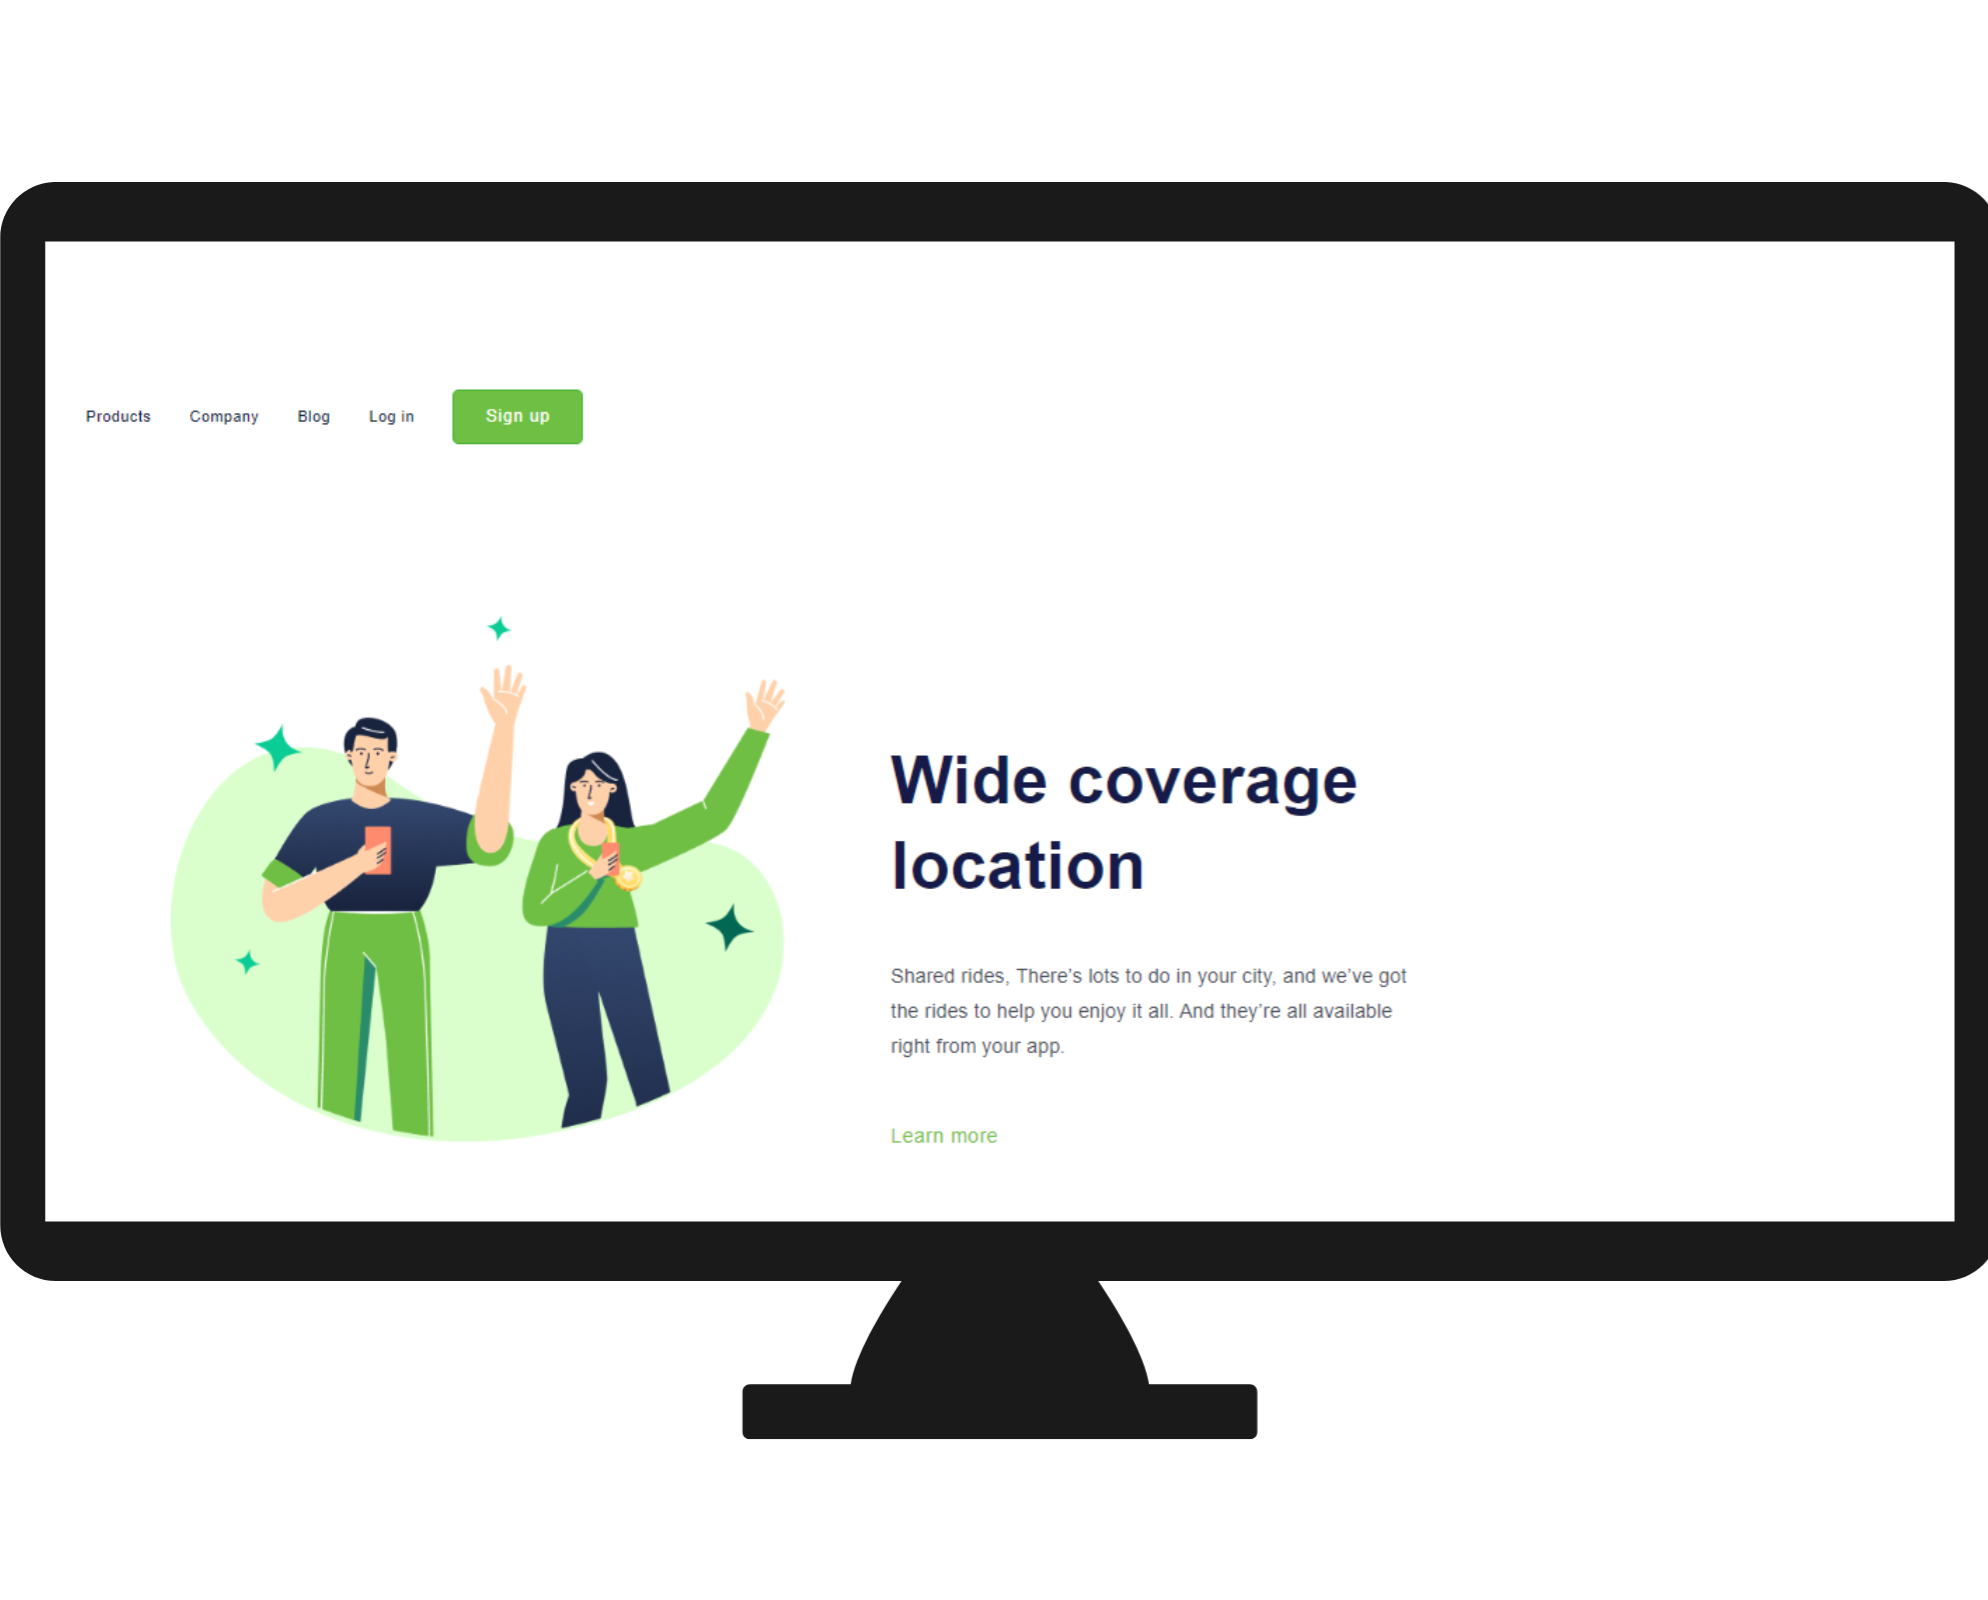 Products Company Blog Log in Sign up
Wide coverage
location
Shared rides, There’s lots to do in your city, and we’ve got
the rides to help you enjoy it all. And they’re all available
right from your app.
Learn more